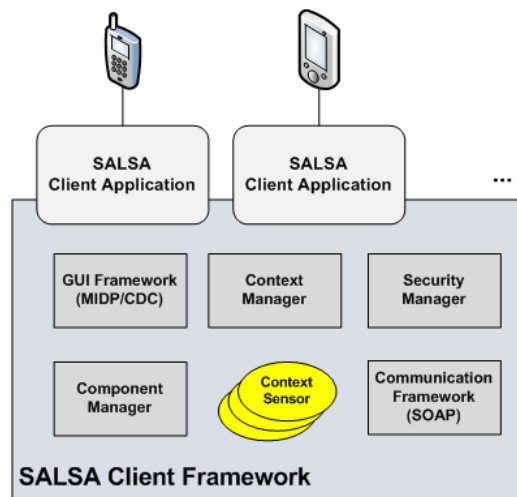 SALSA
Client Application
SALSA
Client Application
...
GUI Framework
(MIDP/CDC)
Context
Manager
Security
Manager
Component
Manager
Context
Sensor
Communication
Framework
(SOAP)
SALSA Client Framework